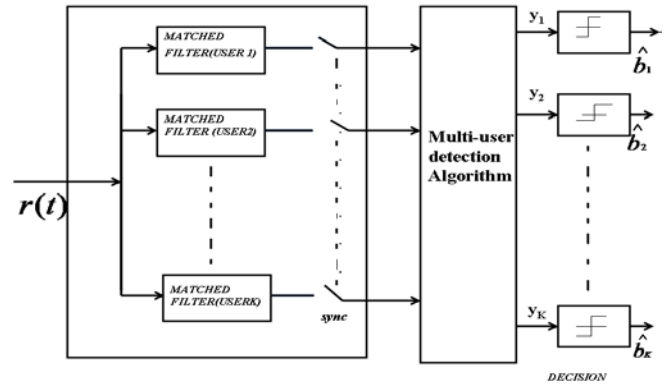 MATCHED
FILTER(USER 1)
y1
b̂1
MATCHED
FILTER (USER2)
y2
b̂2
Multi-user
detection
Algorithm
r(t)
MATCHED
FILTER(USERK)
sync
yK
b̂K
DECISION